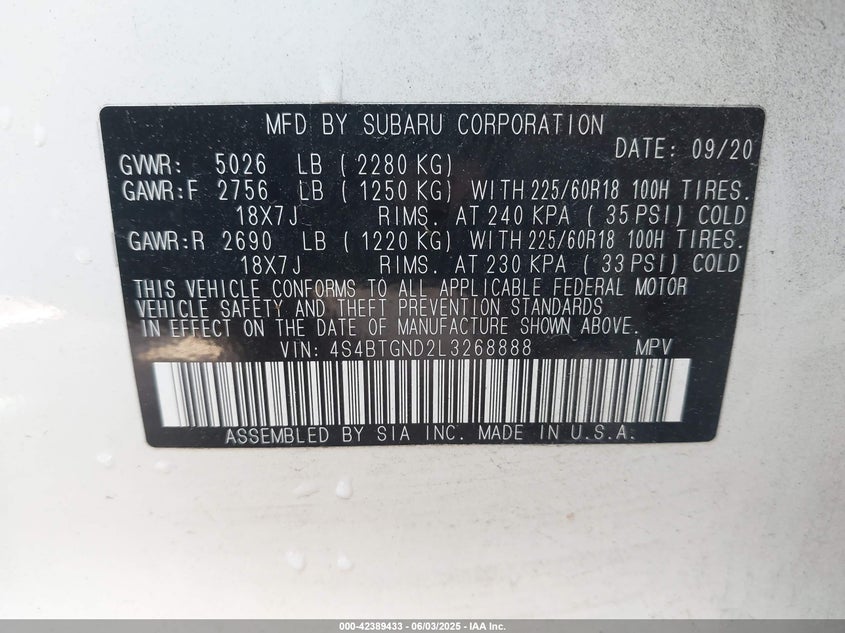 MFD BY SUBARU CORPORATION
DATE: 09/20
GVWR: 5026 LB ( 2280 KG)
GAWR:F 2756 LB ( 1250 KG) WITH 225/60R18 100H TIRES.
18X7J RIMS. AT 240 KPA ( 35 PSI) COLD
GAWR:R 2690 LB ( 1220 KG) WITH 225/60R18 100H TIRES.
18X7J RIMS. AT 230 KPA ( 33 PSI) COLD
THIS VEHICLE CONFORMS TO ALL APPLICABLE FEDERAL MOTOR
VEHICLE SAFETY AND THEFT PREVENTION STANDARDS
IN EFFECT ON THE DATE OF MANUFACTURE SHOWN ABOVE.
VIN: 4S4BTGND2L3268888 MPV
ASSEMBLED BY SIA INC. MADE IN U.S.A.
000-42389433 - 06/03/2025 - IAA Inc.